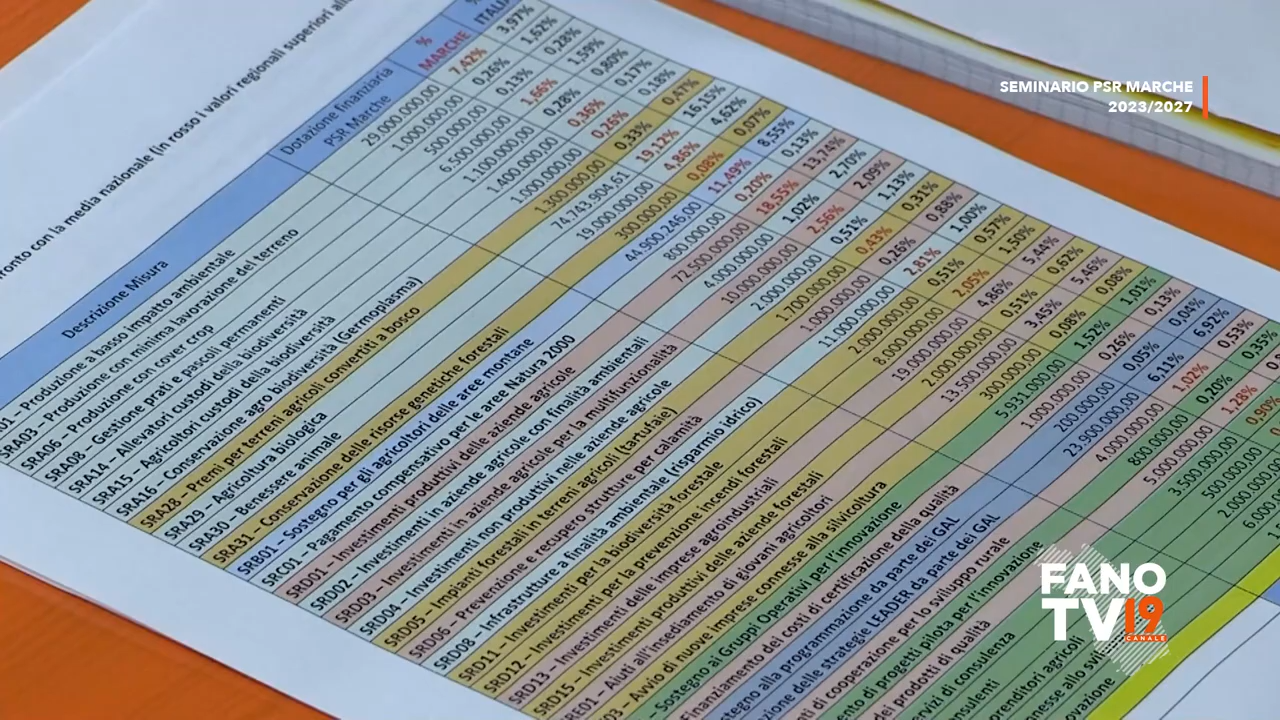 SEMINARIO PSR MARCHE
2023/2027
fronto con la media nazionale (in rosso i valori regionali superiori
Descrizione Misura Dotazione finanziaria PSR Marche % MARCHE % ITALIA
01 – Produzione a basso impatto ambientale 29.000.000,00 7,42% 3,97%
SRA03 – Produzione con minima lavorazione del terreno 1.000.000,00 0,26% 1,62%
SRA06 – Produzione con cover crop 500.000,00 0,13% 0,28%
SRA08 – Gestione prati e pascoli permanenti 6.500.000,00 1,66% 1,59%
SRA14 – Allevatori custodi della biodiversità 1.100.000,00 0,28% 0,80%
SRA15 – Agricoltori custodi della biodiversità 1.400.000,00 0,36% 0,17%
SRA16 – Conservazione agro biodiversità (Germoplasma) 1.000.000,00 0,26% 0,18%
SRA28 – Premi per terreni agricoli convertiti a bosco 1.300.000,00 0,33% 0,47%
SRA29 – Agricoltura biologica 74.743.904,61 19,12% 16,15%
SRA30 – Benessere animale 19.000.000,00 4,86% 4,62%
SRA31 – Conservazione delle risorse genetiche forestali 300.000,00 0,08% 0,07%
SRB01 – Sostegno per gli agricoltori delle aree montane 44.900.246,00 11,49% 8,55%
SRC01 – Pagamento compensativo per le aree Natura 2000 800.000,00 0,20% 0,13%
SRD01 – Investimenti produttivi delle aziende agricole 72.500.000,00 18,55% 13,14%
SRD02 – Investimenti in aziende agricole con finalità ambientali 4.000.000,00 1,02% 2,70%
SRD03 – Investimenti in aziende agricole per la multifunzionalità 10.000.000,00 2,56% 2,09%
SRD04 – Investimenti non produttivi nelle aziende agricole 2.000.000,00 0,51% 1,13%
SRD05 – Impianti forestali in terreni agricoli (tartufaie) 1.700.000,00 0,43% 0,31%
SRD06 – Prevenzione e recupero strutture per calamità 1.000.000,00 0,26% 0,88%
SRD08 – Infrastrutture a finalità ambientale (risparmio idrico) 11.000.000,00 2,81% 1,00%
SRD11 – Investimenti per la biodiversità forestale 2.000.000,00 0,51% 0,57%
SRD12 – Investimenti per la prevenzione incendi forestali 8.000.000,00 2,05% 1,50%
SRD13 – Investimenti delle imprese agroindustriali 19.000.000,00 4,86% 5,44%
SRD15 – Investimenti produttivi delle aziende forestali 2.000.000,00 0,51% 0,62%
RE01 – Aiuti all'insediamento di giovani agricoltori 13.500.000,00 3,45% 5,46%
03 – Avvio di nuove imprese connesse alla silvicoltura 300.000,00 0,08% 0,08%
– Sostegno ai Gruppi Operativi per l'innovazione 5.931.000,00 1,52% 1,01%
Finanziamento dei costi di certificazione della qualità 1.000.000,00 0,26% 0,13%
stegno alla programmazione da parte dei GAL 200.000,00 0,05% 0,04%
zione delle strategie LEADER da parte dei GAL 23.900.000,00 6,11% 6,92%
i di cooperazione per lo sviluppo rurale 4.000.000,00 1,02% 0,53%
nto di progetti pilota per l'innovazione 800.000,00 0,20% 0,35%
dei prodotti di qualità 5.000.000,00 1,28%
rvizi di consulenza 3.500.000,00 0,90%
sulenti 500.000,00
prenditori agricoli 2.000.000
nnesse allo svi
ovazione
FANO
TV19
CANALE